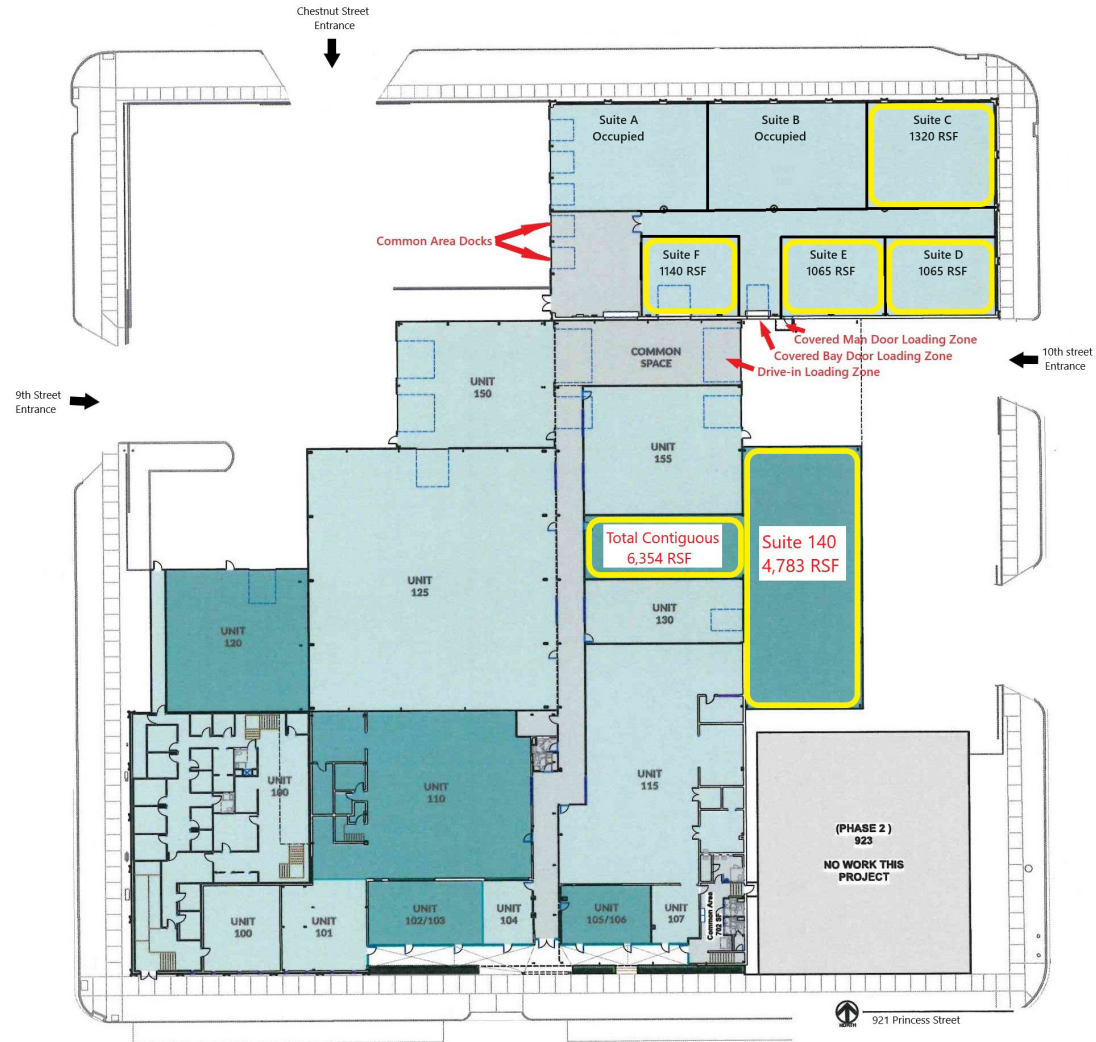 Chestnut Street
Entrance
Suite A
Occupied
Suite B
Occupied
Suite C
1320 RSF
Common Area Docks
Suite F
1140 RSF
Suite E
1065 RSF
Suite D
1065 RSF
Covered Man Door Loading Zone
Covered Bay Door Loading Zone
Drive-in Loading Zone
COMMON
SPACE
10th street
Entrance
9th Street
Entrance
UNIT
150
UNIT
155
Total Contiguous
6,354 RSF
Suite 140
4,783 RSF
UNIT
125
UNIT
130
UNIT
120
UNIT
180
UNIT
110
UNIT
115
(PHASE 2 )
923
NO WORK THIS
PROJECT
UNIT
100
UNIT
101
UNIT
102/103
UNIT
104
UNIT
105/106
UNIT
107
Common Area
702 SF
NORTH
921 Princess Street